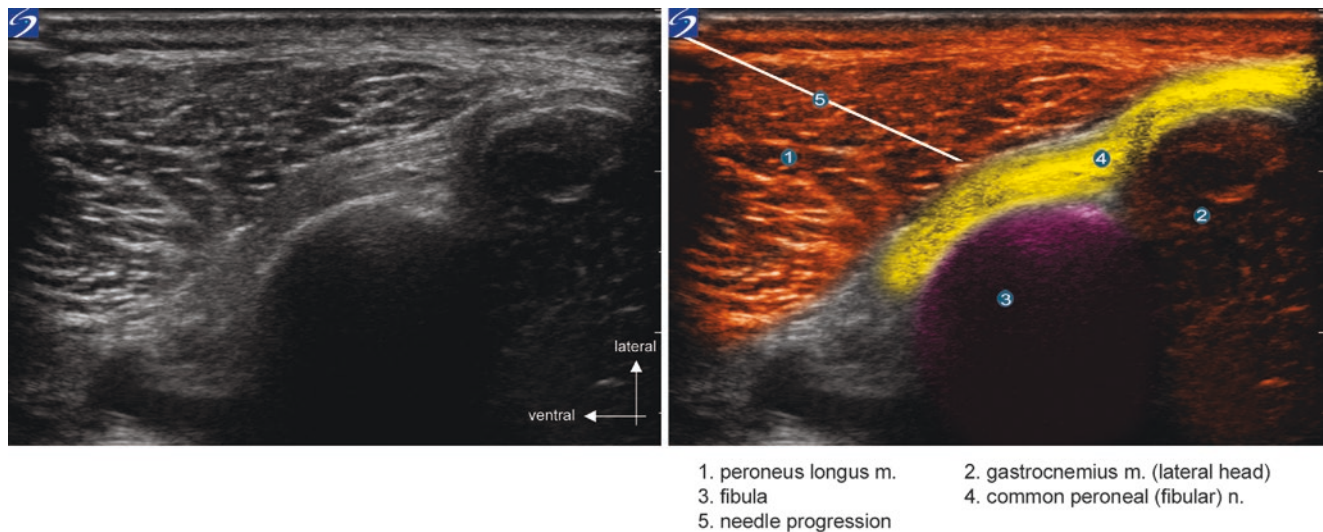 lateral
ventral
5
1
4
2
3
1. peroneus longus m. 2. gastrocnemius m. (lateral head)
3. fibula 4. common peroneal (fibular) n.
5. needle progression